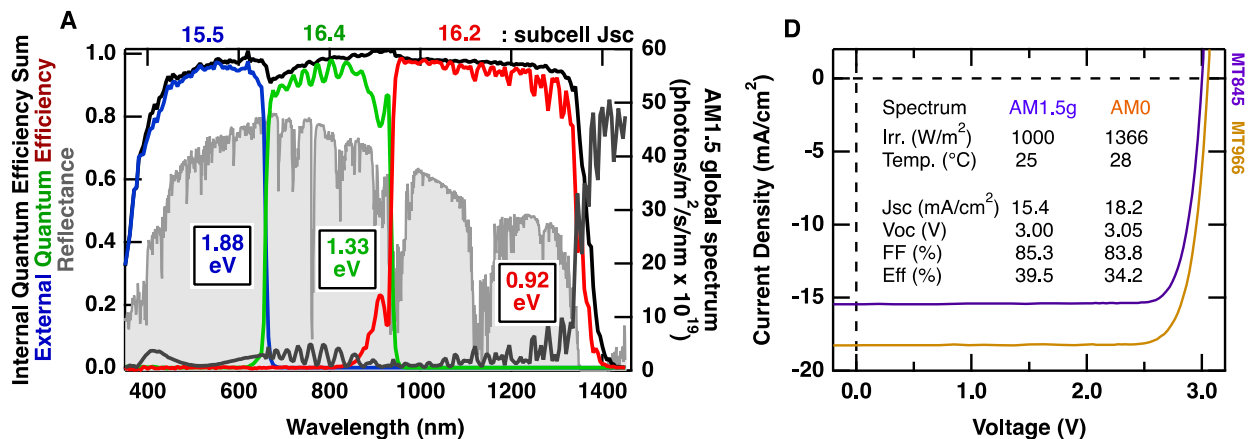 A
15.5 16.4 16.2 : subcell Jsc
Internal Quantum Efficiency Sum
External Quantum Efficiency
Reflectance
1.0
0.8
0.6
0.4
0.2
0.0
1.88
eV
1.33
eV
0.92
eV
60
50
40
30
20
10
0
AM1.5 global spectrum
(photons/m²/s/nm x 10¹⁹)
400 600 800 1000 1200 1400
Wavelength (nm)
D
Current Density (mA/cm²)
0
-5
-10
-15
-20
Spectrum AM1.5g AM0
Irr. (W/m²) 1000 1366
Temp. (°C) 25 28
Jsc (mA/cm²) 15.4 18.2
Voc (V) 3.00 3.05
FF (%) 85.3 83.8
Eff (%) 39.5 34.2
MT845
MT966
0.0 1.0 2.0 3.0
Voltage (V)